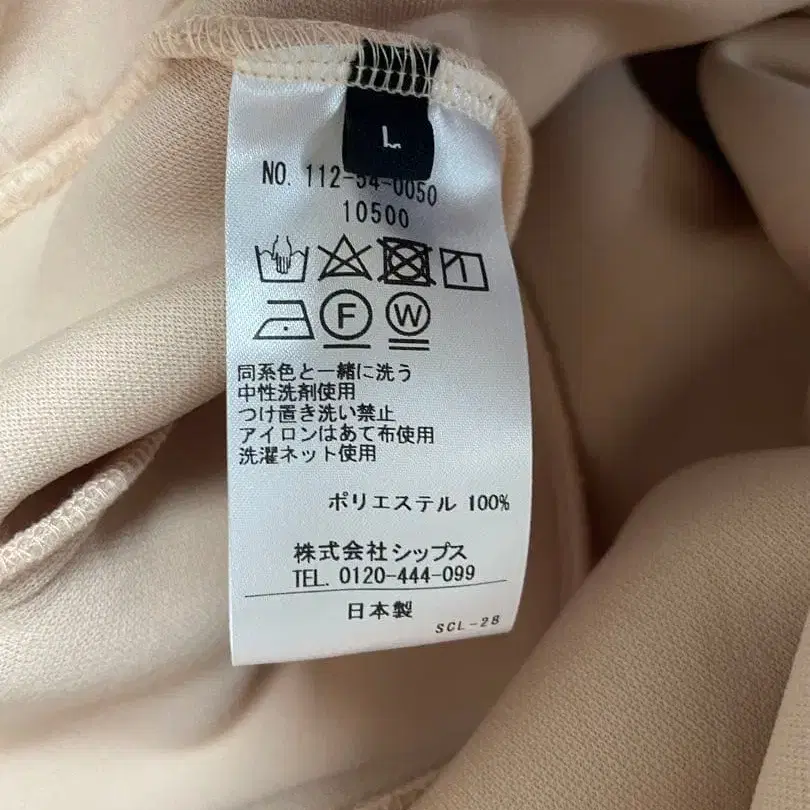 L
NO. 112-54-0050
10500
F W
同系色と一緒に洗う
中性洗剤使用
つけ置き洗い禁止
アイロンはあて布使用
洗濯ネット使用
ポリエステル 100%
株式会社シップス
TEL. 0120-444-099
日本製
SCL-28